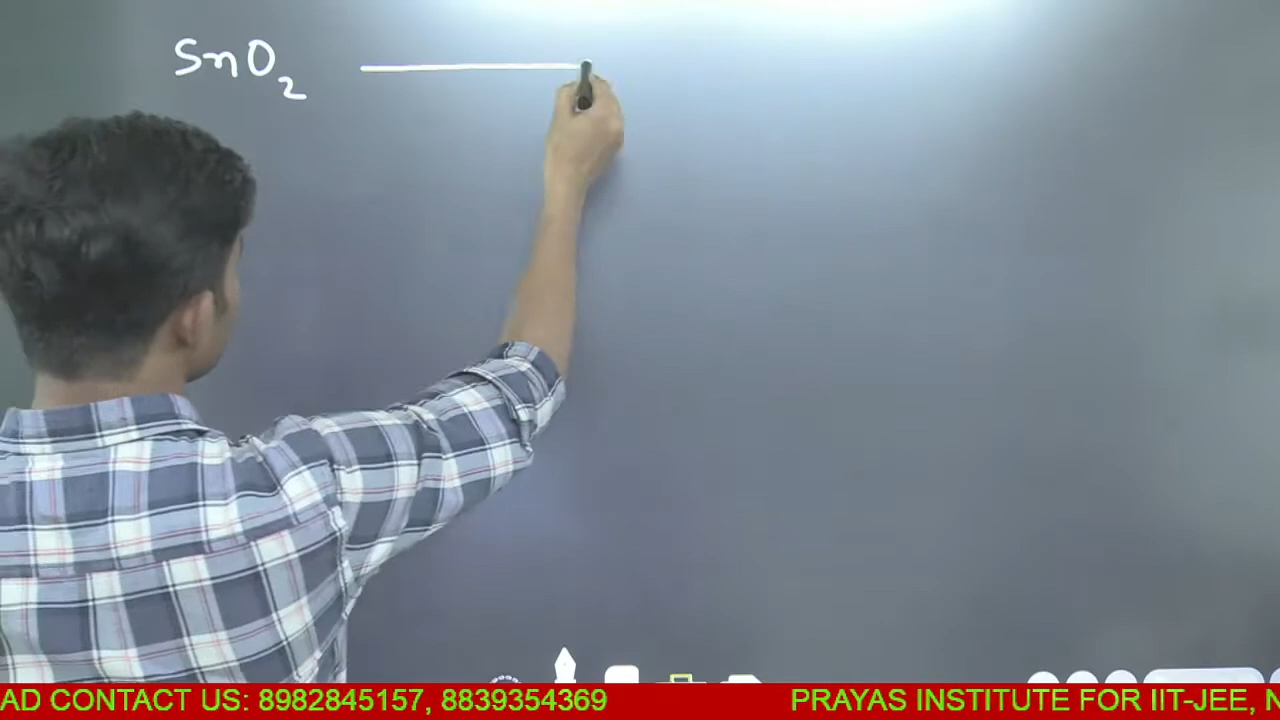 SnO₂
AD CONTACT US: 8982845157, 8839354369 PRAYAS INSTITUTE FOR IIT-JEE, N